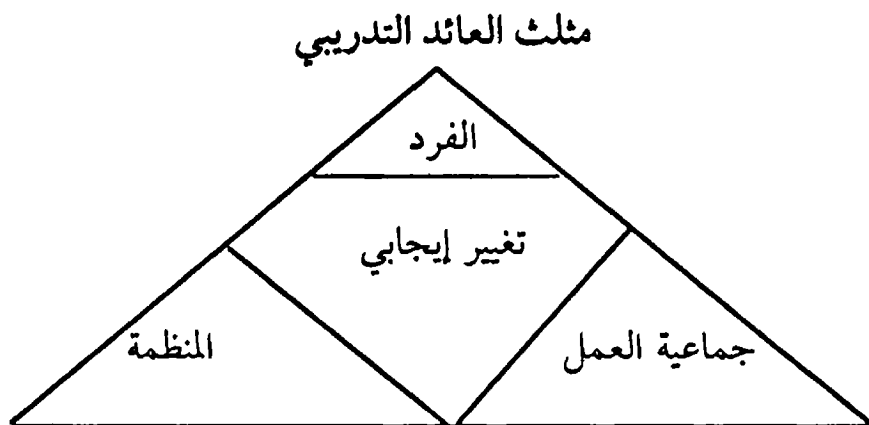 مثلث العائد التدريبي
الفرد
تغيير إيجابي
جماعية العمل
المنظمة